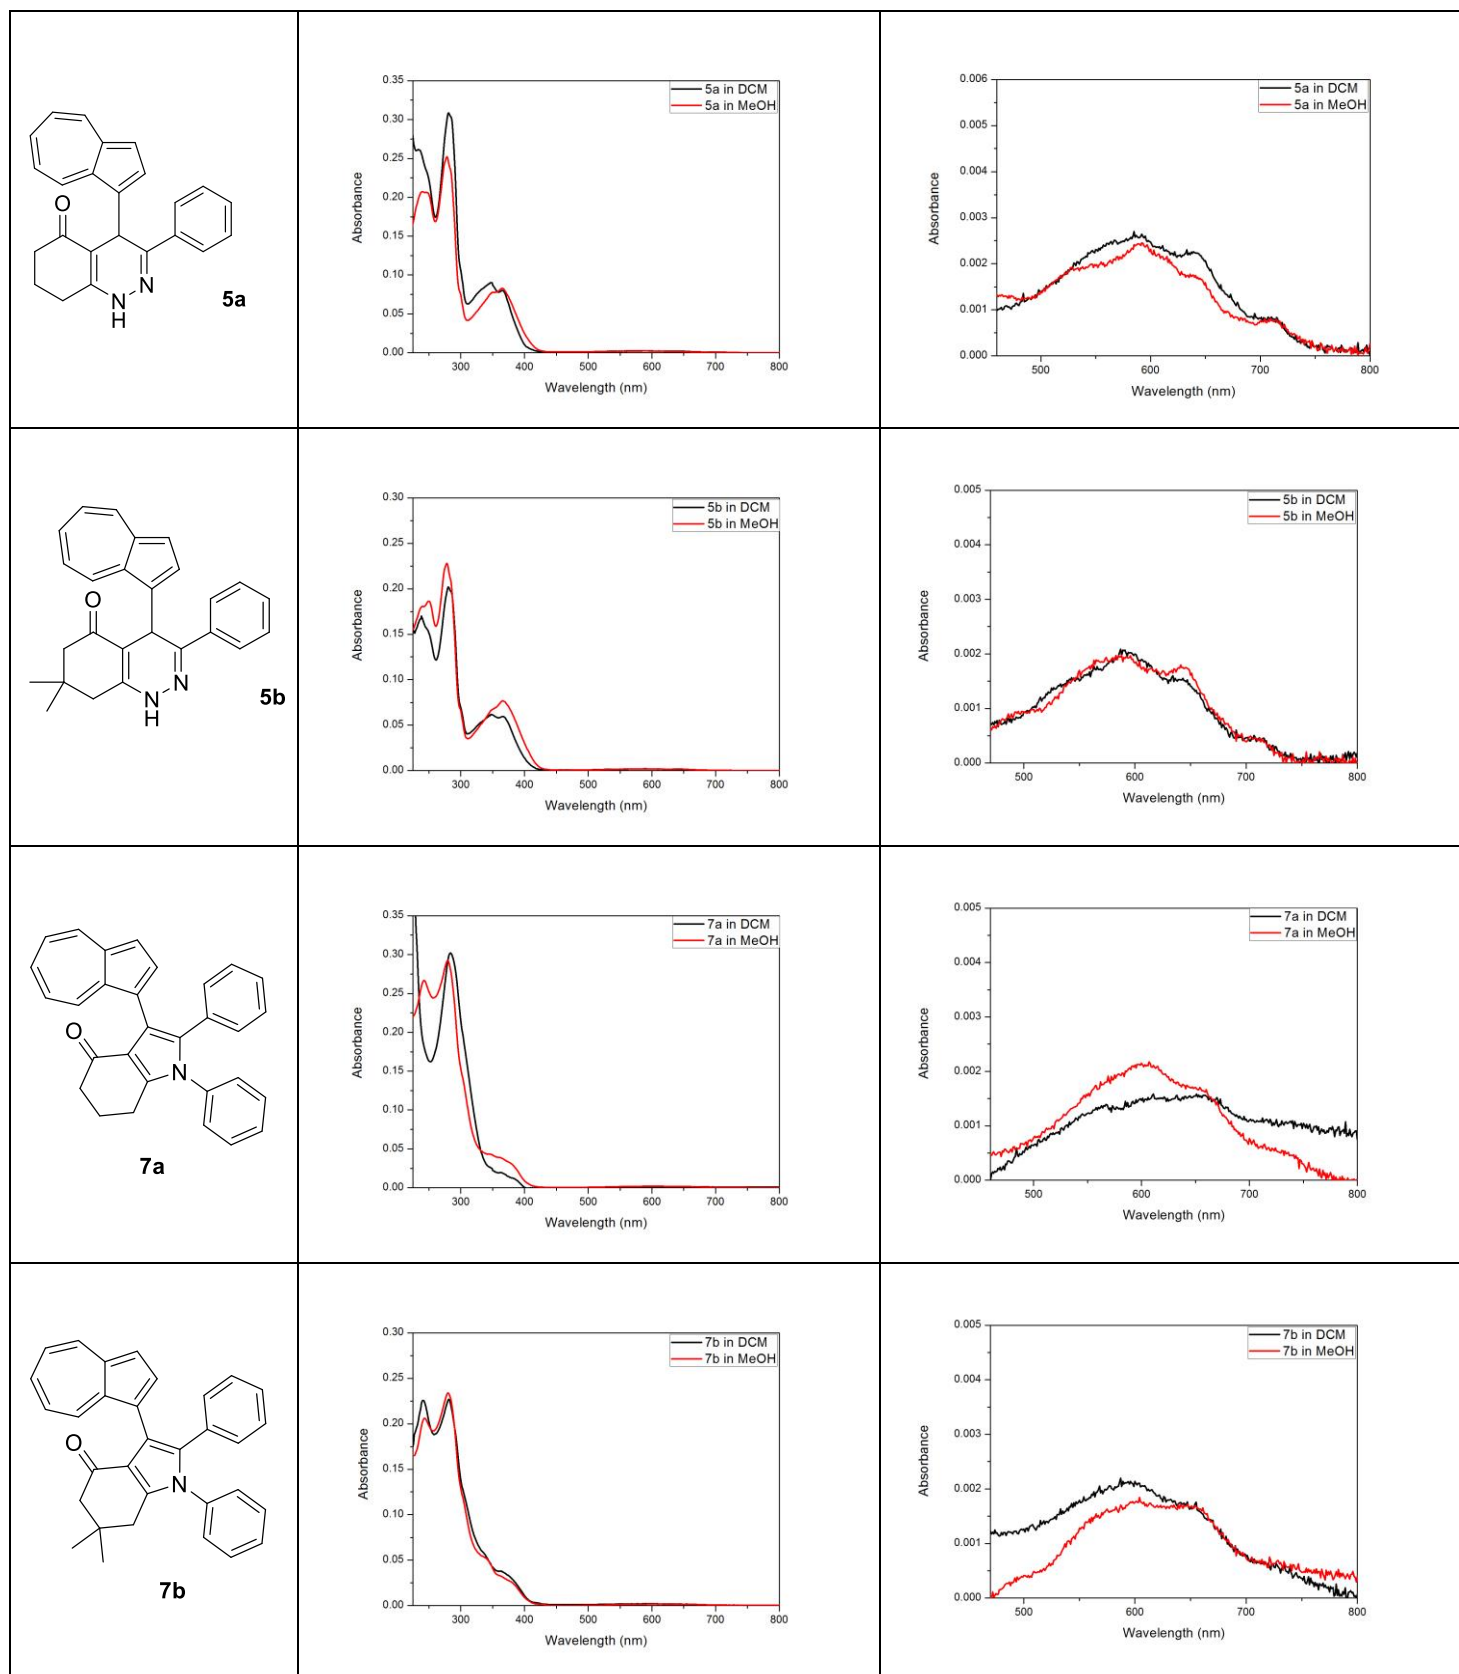 O
N
N
H
5a
5a in DCM
5a in MeOH
0.35
0.30
0.25
0.20
0.15
0.10
0.05
0.00
Absorbance
300 400 500 600 700 800
Wavelength (nm)
5a in DCM
5a in MeOH
0.006
0.005
0.004
0.003
0.002
0.001
0.000
Absorbance
500 600 700 800
Wavelength (nm)
O
N
N
H
5b
5b in DCM
5b in MeOH
0.30
0.25
0.20
0.15
0.10
0.05
0.00
Absorbance
300 400 500 600 700 800
Wavelength (nm)
5b in DCM
5b in MeOH
0.005
0.004
0.003
0.002
0.001
0.000
Absorbance
500 600 700 800
Wavelength (nm)
O
N
7a
7a in DCM
7a in MeOH
0.35
0.30
0.25
0.20
0.15
0.10
0.05
0.00
Absorbance
300 400 500 600 700 800
Wavelength (nm)
7a in DCM
7a in MeOH
0.005
0.004
0.003
0.002
0.001
0.000
Absorbance
500 600 700 800
Wavelength (nm)
O
N
7b
7b in DCM
7b in MeOH
0.30
0.25
0.20
0.15
0.10
0.05
0.00
Absorbance
300 400 500 600 700 800
Wavelength (nm)
7b in DCM
7b in MeOH
0.005
0.004
0.003
0.002
0.001
0.000
Absorbance
500 600 700 800
Wavelength (nm)